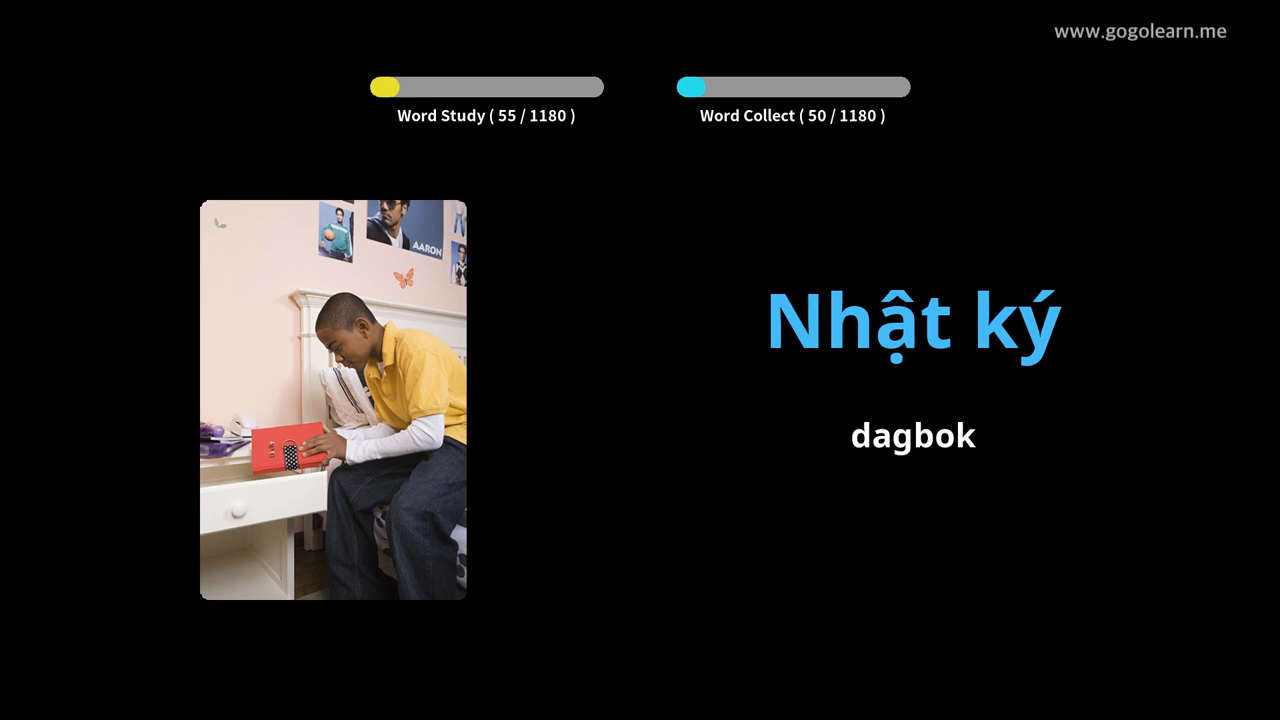 www.gogolearn.me
Word Study ( 55 / 1180 )
Word Collect ( 50 / 1180 )
AARON
Nhật ký
dagbok